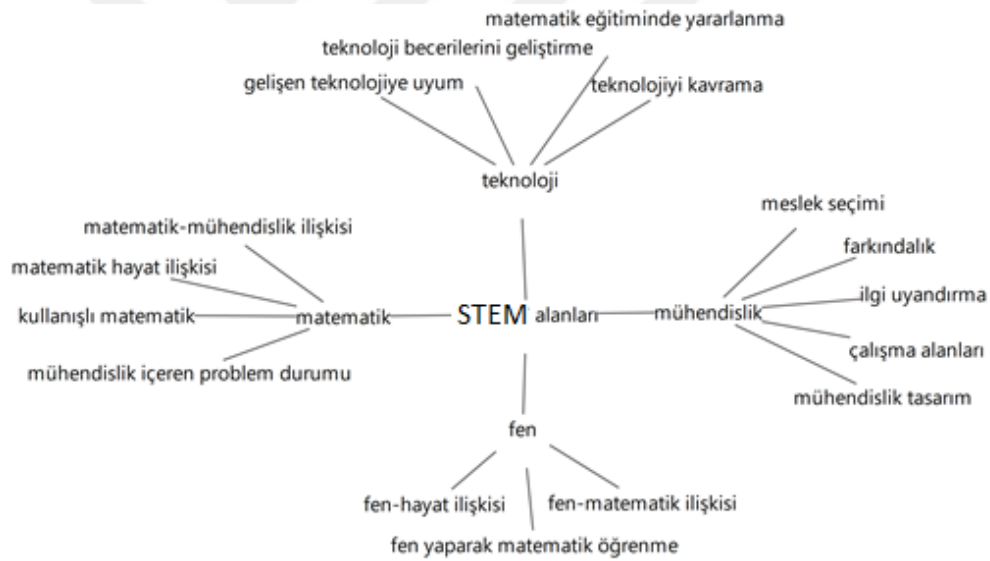 matematik eğitiminde yararlanma
teknoloji becerilerini geliştirme
gelişen teknolojiye uyum
teknolojiyi kavrama
teknoloji
meslek seçimi
matematik-mühendislik ilişkisi
farkındalık
matematik hayat ilişkisi
ilgi uyandırma
kullanışlı matematik
matematik
STEM alanları
mühendislik
çalışma alanları
mühendislik içeren problem durumu
mühendislik tasarım
fen
fen-hayat ilişkisi
fen-matematik ilişkisi
fen yaparak matematik öğrenme